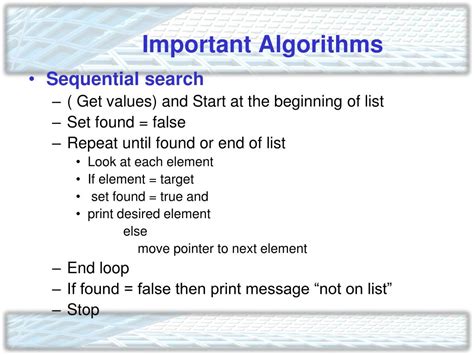 Important Algorithms
• Sequential search
– ( Get values) and Start at the beginning of list
– Set found = false
– Repeat until found or end of list
• Look at each element
• If element = target
• set found = true and
• print desired element
else
move pointer to next element
– End loop
– If found = false then print message “not on list”
– Stop